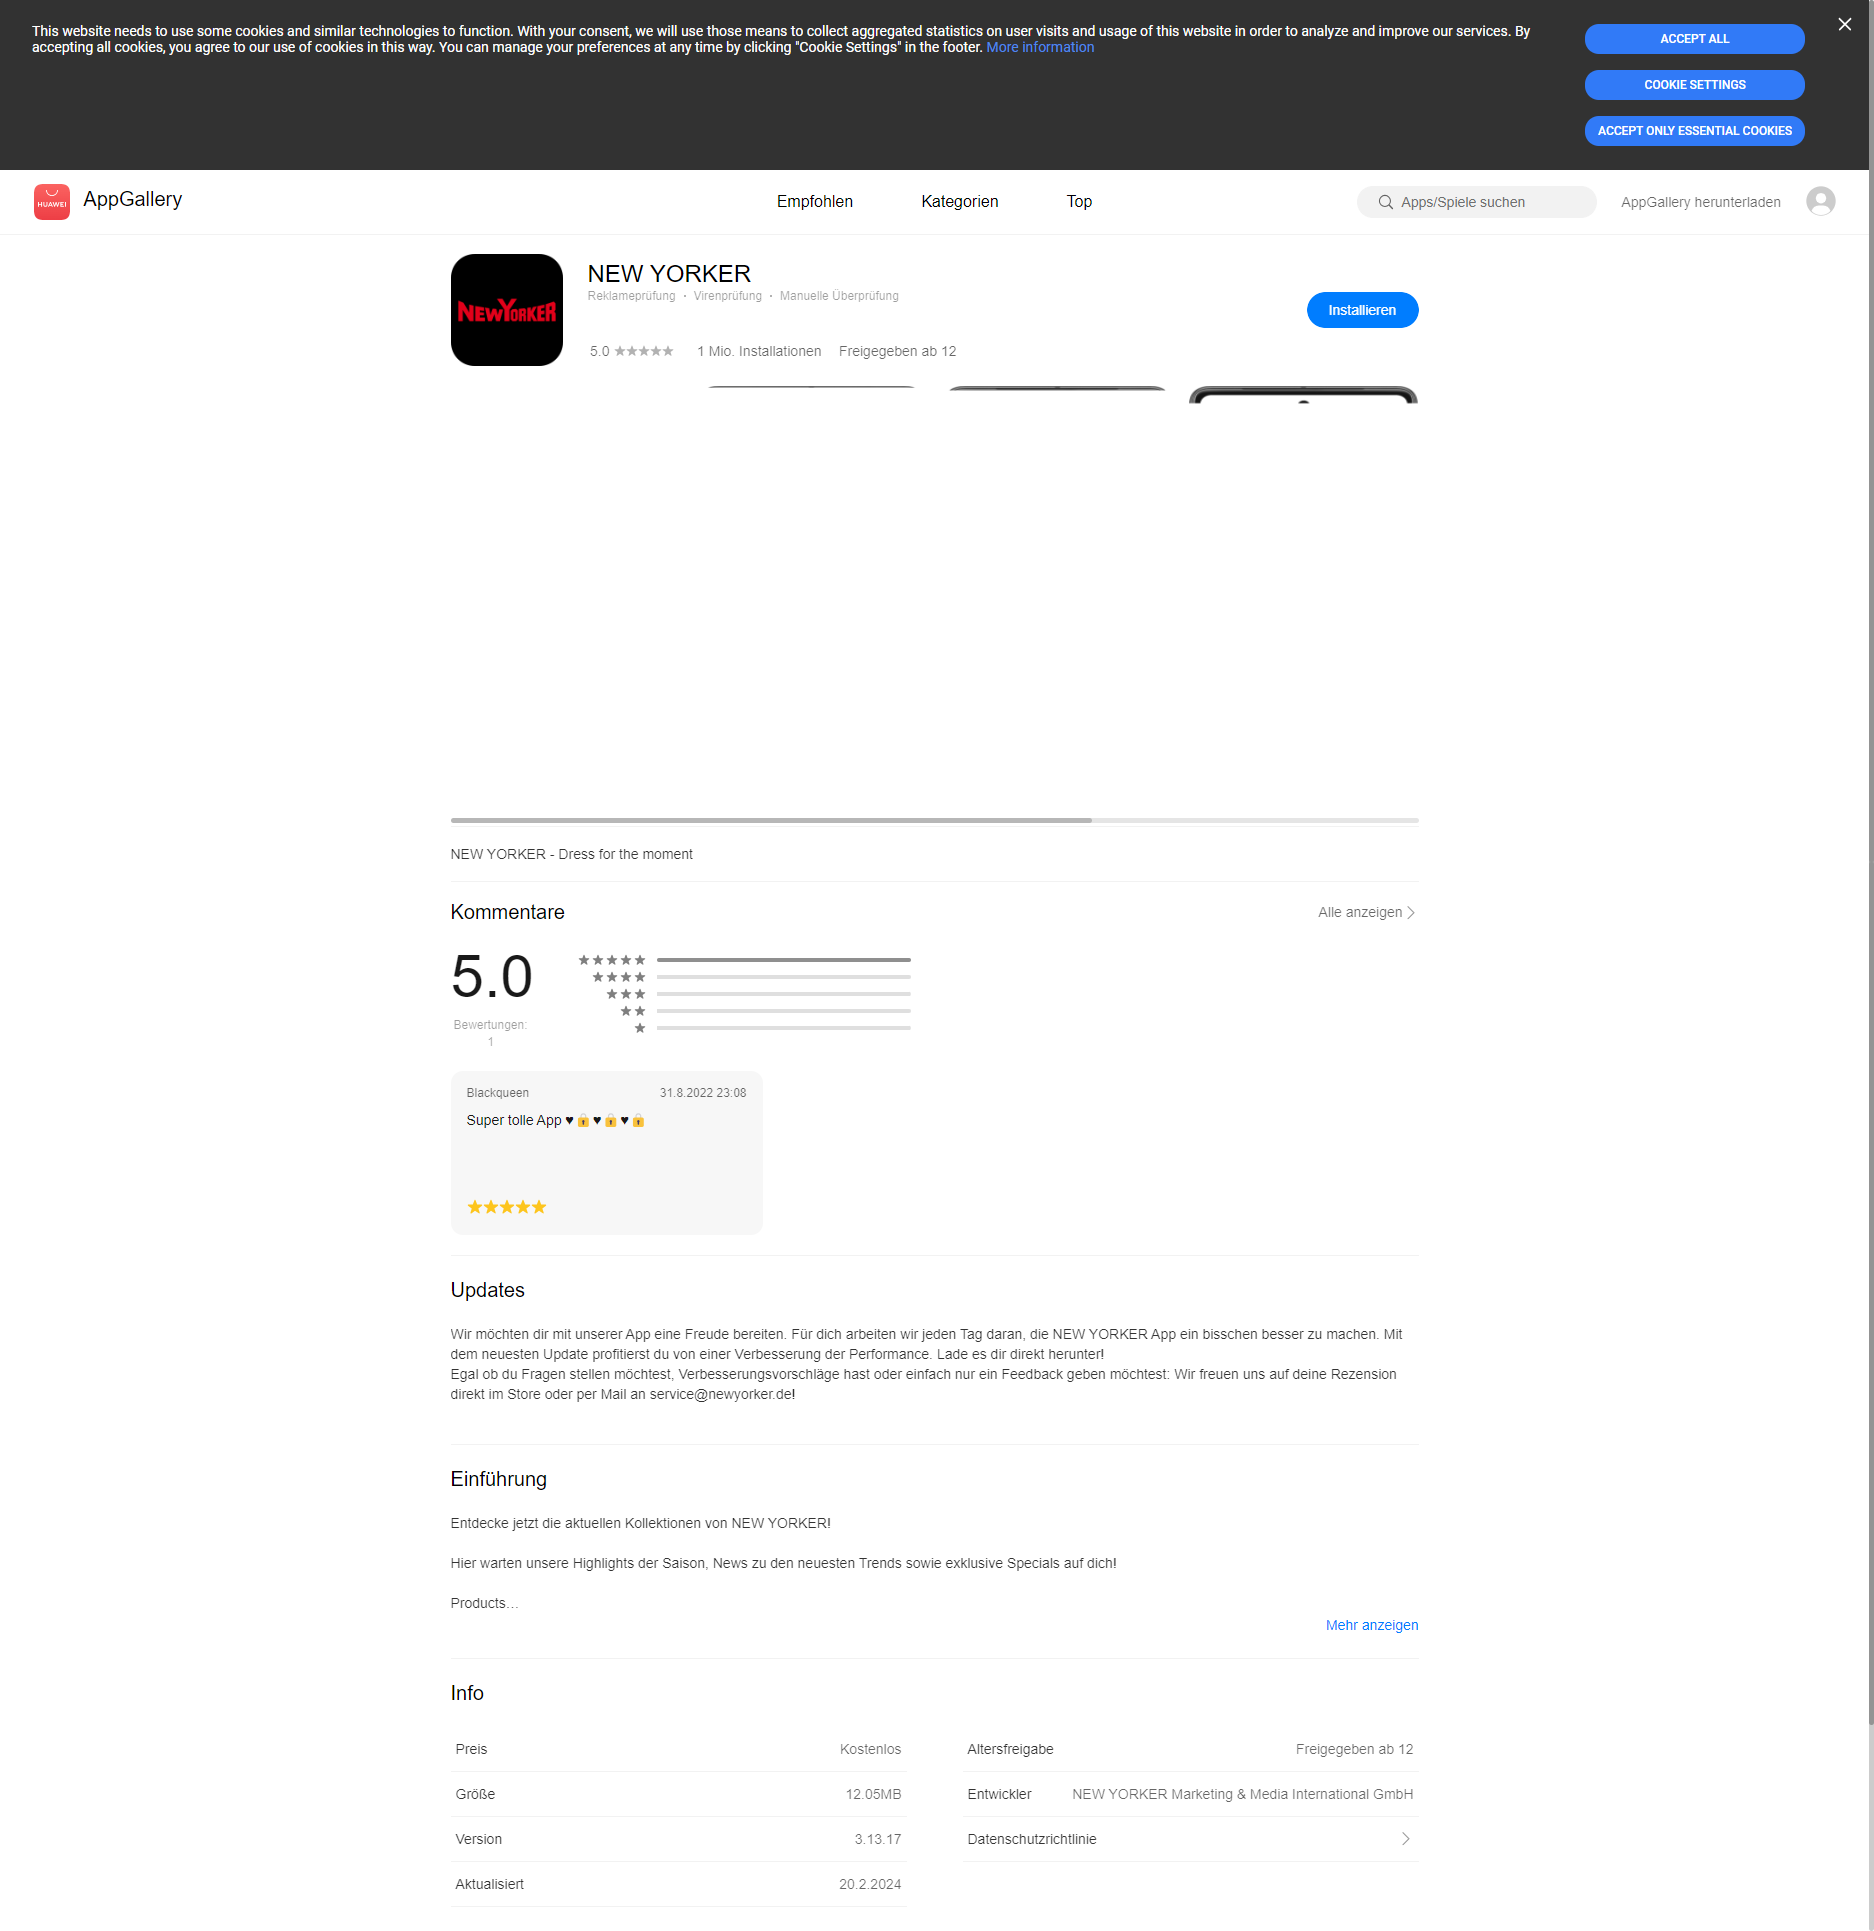 This website needs to use some cookies and similar technologies to function. With your consent, we will use those means to collect aggregated statistics on user visits and usage of this website in order to analyze and improve our services. By
accepting all cookies, you agree to our use of cookies in this way. You can manage your preferences at any time by clicking "Cookie Settings" in the footer. More information
ACCEPT ALL
COOKIE SETTINGS
ACCEPT ONLY ESSENTIAL COOKIES
HUAWEI
AppGallery
Empfohlen
Kategorien
Top
Apps/Spiele suchen
AppGallery herunterladen
NEW YORKER
NEW YORKER
Reklameprüfung · Virenprüfung · Manuelle Überprüfung
Installieren
5.0 ★★★★★ 1 Mio. Installationen Freigegeben ab 12
NEW YORKER - Dress for the moment
Kommentare
Alle anzeigen
5.0
Bewertungen:
1
Blackqueen
31.8.2022 23:08
Super tolle App ♥🔒♥🔒♥🔒
Updates
Wir möchten dir mit unserer App eine Freude bereiten. Für dich arbeiten wir jeden Tag daran, die NEW YORKER App ein bisschen besser zu machen. Mit
dem neuesten Update profitierst du von einer Verbesserung der Performance. Lade es dir direkt herunter!
Egal ob du Fragen stellen möchtest, Verbesserungsvorschläge hast oder einfach nur ein Feedback geben möchtest: Wir freuen uns auf deine Rezension
direkt im Store oder per Mail an service@newyorker.de!
Einführung
Entdecke jetzt die aktuellen Kollektionen von NEW YORKER!
Hier warten unsere Highlights der Saison, News zu den neuesten Trends sowie exklusive Specials auf dich!
Products…
Mehr anzeigen
Info
Preis
Kostenlos
Altersfreigabe
Freigegeben ab 12
Größe
12.05MB
Entwickler
NEW YORKER Marketing & Media International GmbH
Version
3.13.17
Datenschutzrichtlinie
Aktualisiert
20.2.2024